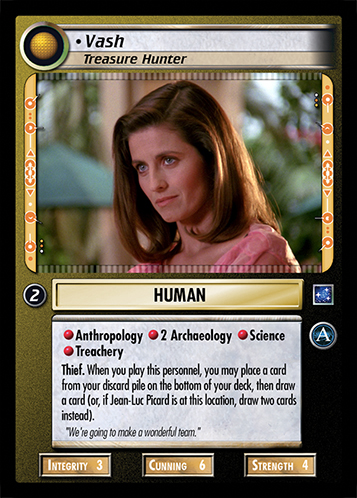 • Vash
Treasure Hunter
2
HUMAN
Anthropology 2 Archaeology Science
Treachery
A
Thief. When you play this personnel, you may place a card
from your discard pile on the bottom of your deck, then draw
a card (or, if Jean-Luc Picard is at this location, draw two cards
instead).
"We're going to make a wonderful team."
INTEGRITY 3 CUNNING 6 STRENGTH 4